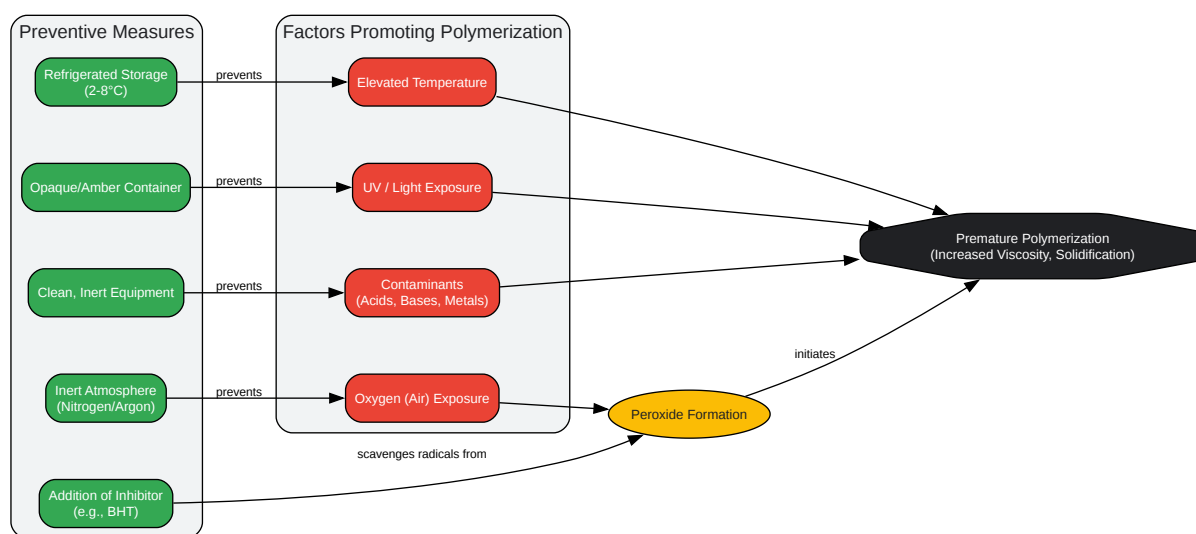 Preventive Measures
Factors Promoting Polymerization
Refrigerated Storage
(2-8°C)
prevents
Elevated Temperature
Opaque/Amber Container
prevents
UV / Light Exposure
Premature Polymerization
(Increased Viscosity, Solidification)
Clean, Inert Equipment
prevents
Contaminants
(Acids, Bases, Metals)
initiates
Inert Atmosphere
(Nitrogen/Argon)
prevents
Oxygen (Air) Exposure
Peroxide Formation
scavenges radicals from
Addition of Inhibitor
(e.g., BHT)